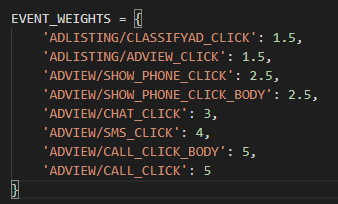 EVENT_WEIGHTS = {
'ADLISTING/CLASSIFYAD_CLICK': 1.5,
'ADLISTING/ADVIEW_CLICK': 1.5,
'ADVIEW/SHOW_PHONE_CLICK': 2.5,
'ADVIEW/SHOW_PHONE_CLICK_BODY': 2.5,
'ADVIEW/CHAT_CLICK': 3,
'ADVIEW/SMS_CLICK': 4,
'ADVIEW/CALL_CLICK_BODY': 5,
'ADVIEW/CALL_CLICK': 5
}